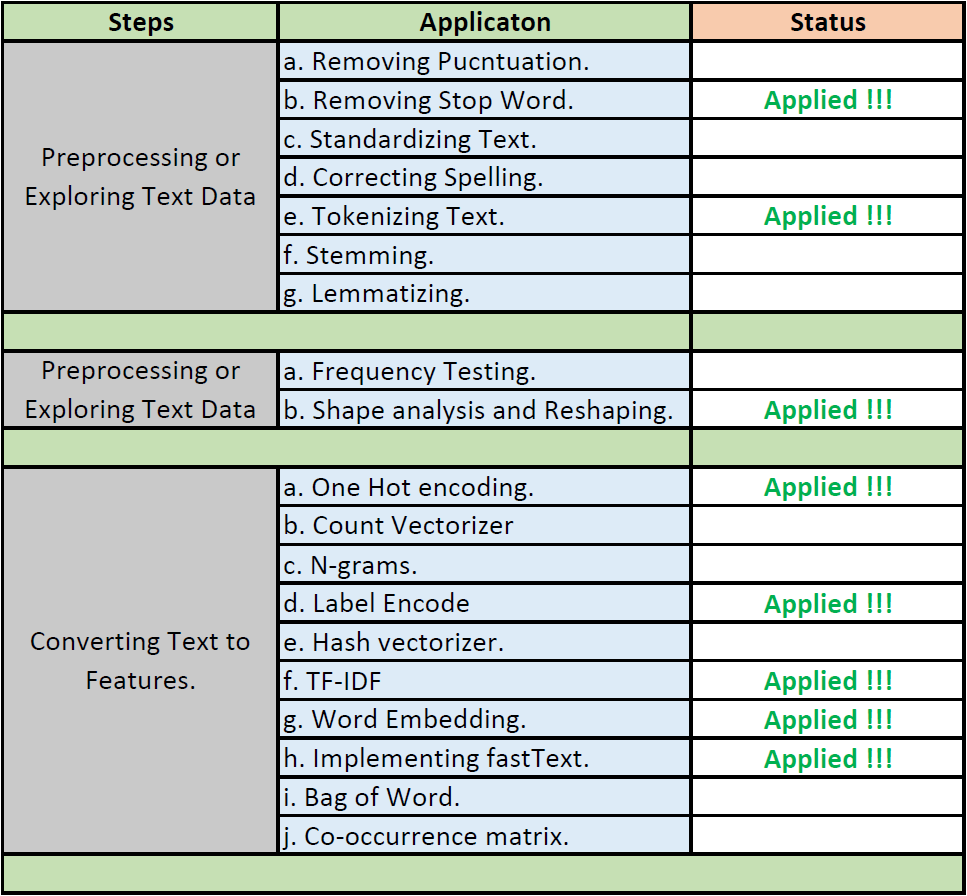 Steps Applicaton Status
a. Removing Pucntuation.
b. Removing Stop Word. Applied !!!
c. Standardizing Text.
Preprocessing or
Exploring Text Data
d. Correcting Spelling.
e. Tokenizing Text. Applied !!!
f. Stemming.
g. Lemmatizing.
Preprocessing or
Exploring Text Data
a. Frequency Testing.
b. Shape analysis and Reshaping. Applied !!!
a. One Hot encoding. Applied !!!
b. Count Vectorizer
c. N-grams.
d. Label Encode Applied !!!
Converting Text to
Features.
e. Hash vectorizer.
f. TF-IDF Applied !!!
g. Word Embedding. Applied !!!
h. Implementing fastText. Applied !!!
i. Bag of Word.
j. Co-occurrence matrix.